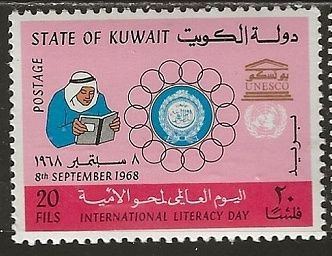 STATE OF KUWAIT دولة الكويت
POSTAGE
يونسكو
UNESCO
بريد
٨ سبتمبر ١٩٦٨
8th SEPTEMBER 1968
20 FILS
اليوم العالمي لمحو الأمية
INTERNATIONAL LITERACY DAY
٢٠ فلسًا